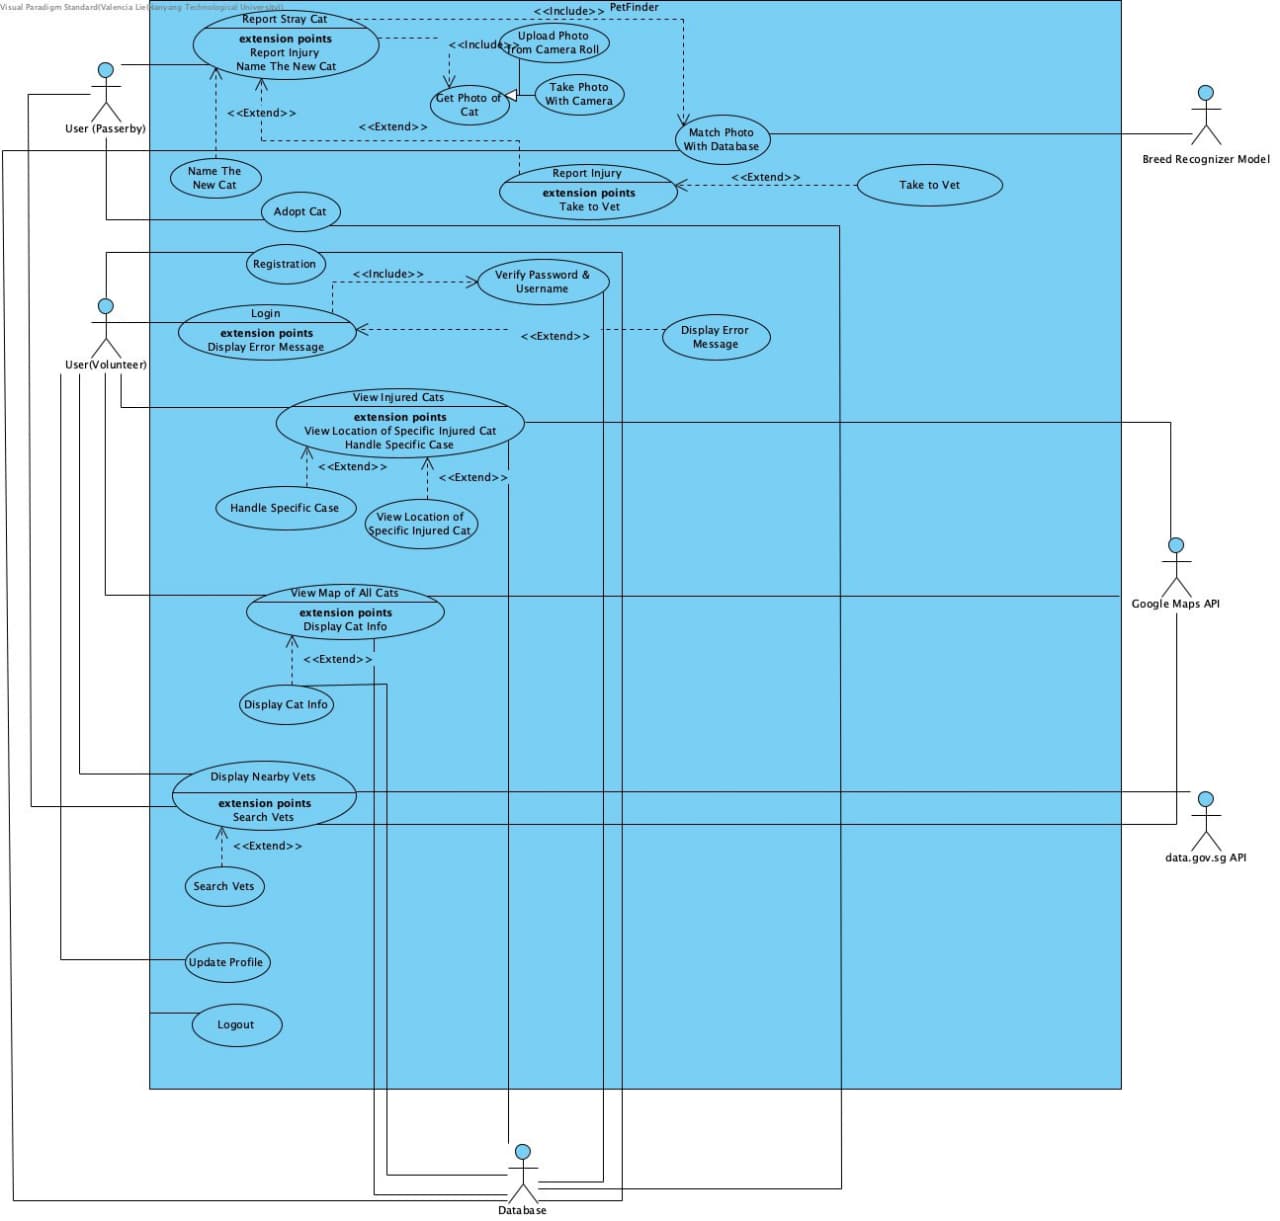 Visual Paradigm Standard(Valencia Lie(Nanyang Technological University))
PetFinder
Report Stray Cat
extension points
Report Injury
Name The New Cat
<<Include>>
<<Include>>
Upload Photo
from Camera Roll
Take Photo
With Camera
Get Photo of
Cat
<<Extend>>
<<Extend>>
User (Passerby)
Match Photo
With Database
Breed Recognizer Model
Name The
New Cat
Report Injury
extension points
Take to Vet
<<Extend>>
Take to Vet
Adopt Cat
Registration
<<Include>>
Verify Password &
Username
Login
extension points
Display Error Message
<<Extend>>
Display Error
Message
User(Volunteer)
View Injured Cats
extension points
View Location of Specific Injured Cat
Handle Specific Case
<<Extend>>
<<Extend>>
Handle Specific Case
View Location of
Specific Injured Cat
View Map of All Cats
extension points
Display Cat Info
Google Maps API
<<Extend>>
Display Cat Info
Display Nearby Vets
extension points
Search Vets
<<Extend>>
data.gov.sg API
Search Vets
Update Profile
Logout
Database